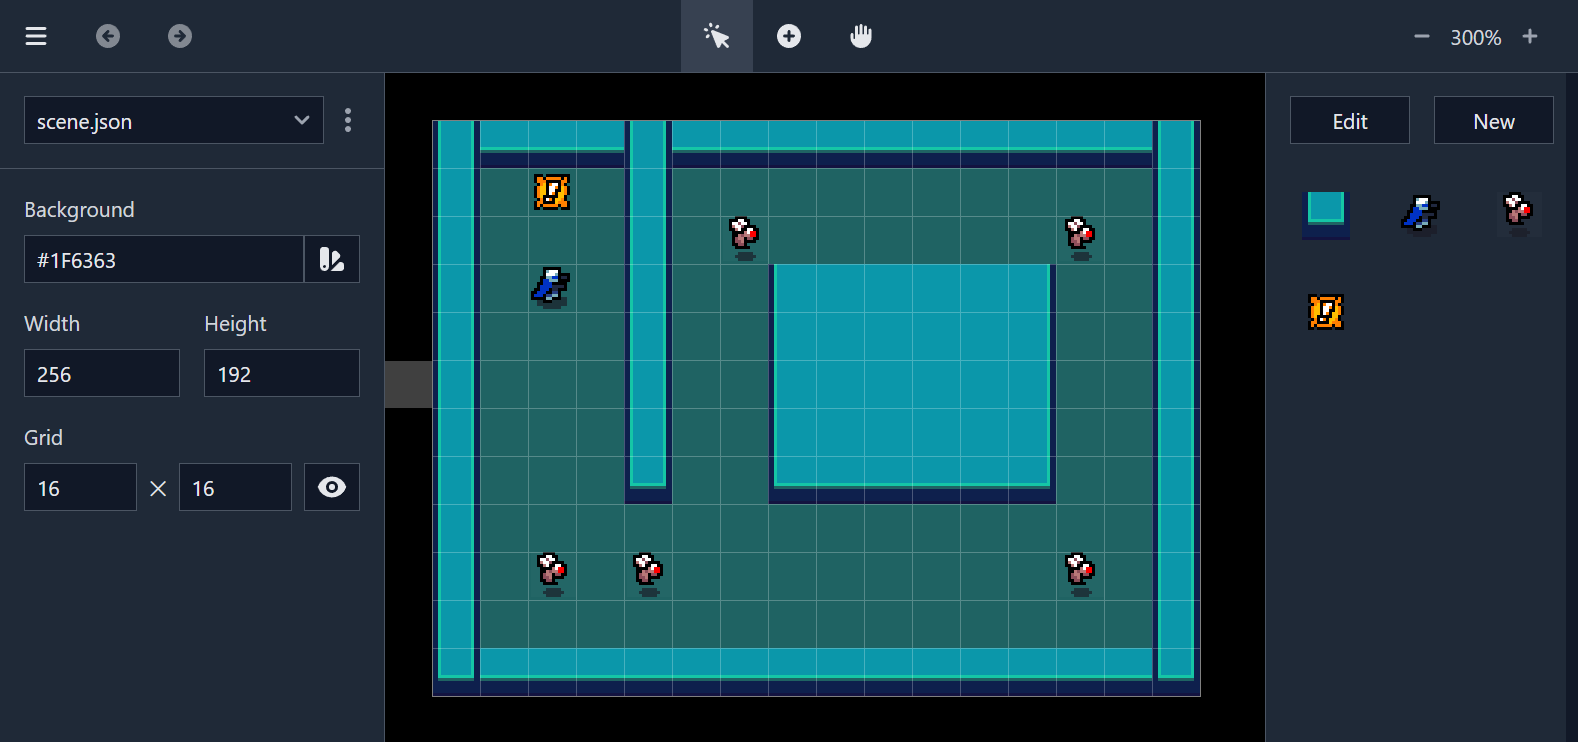 300%
scene.json
Edit
New
Background
#1F6363
Width
Height
256
192
Grid
16 × 16